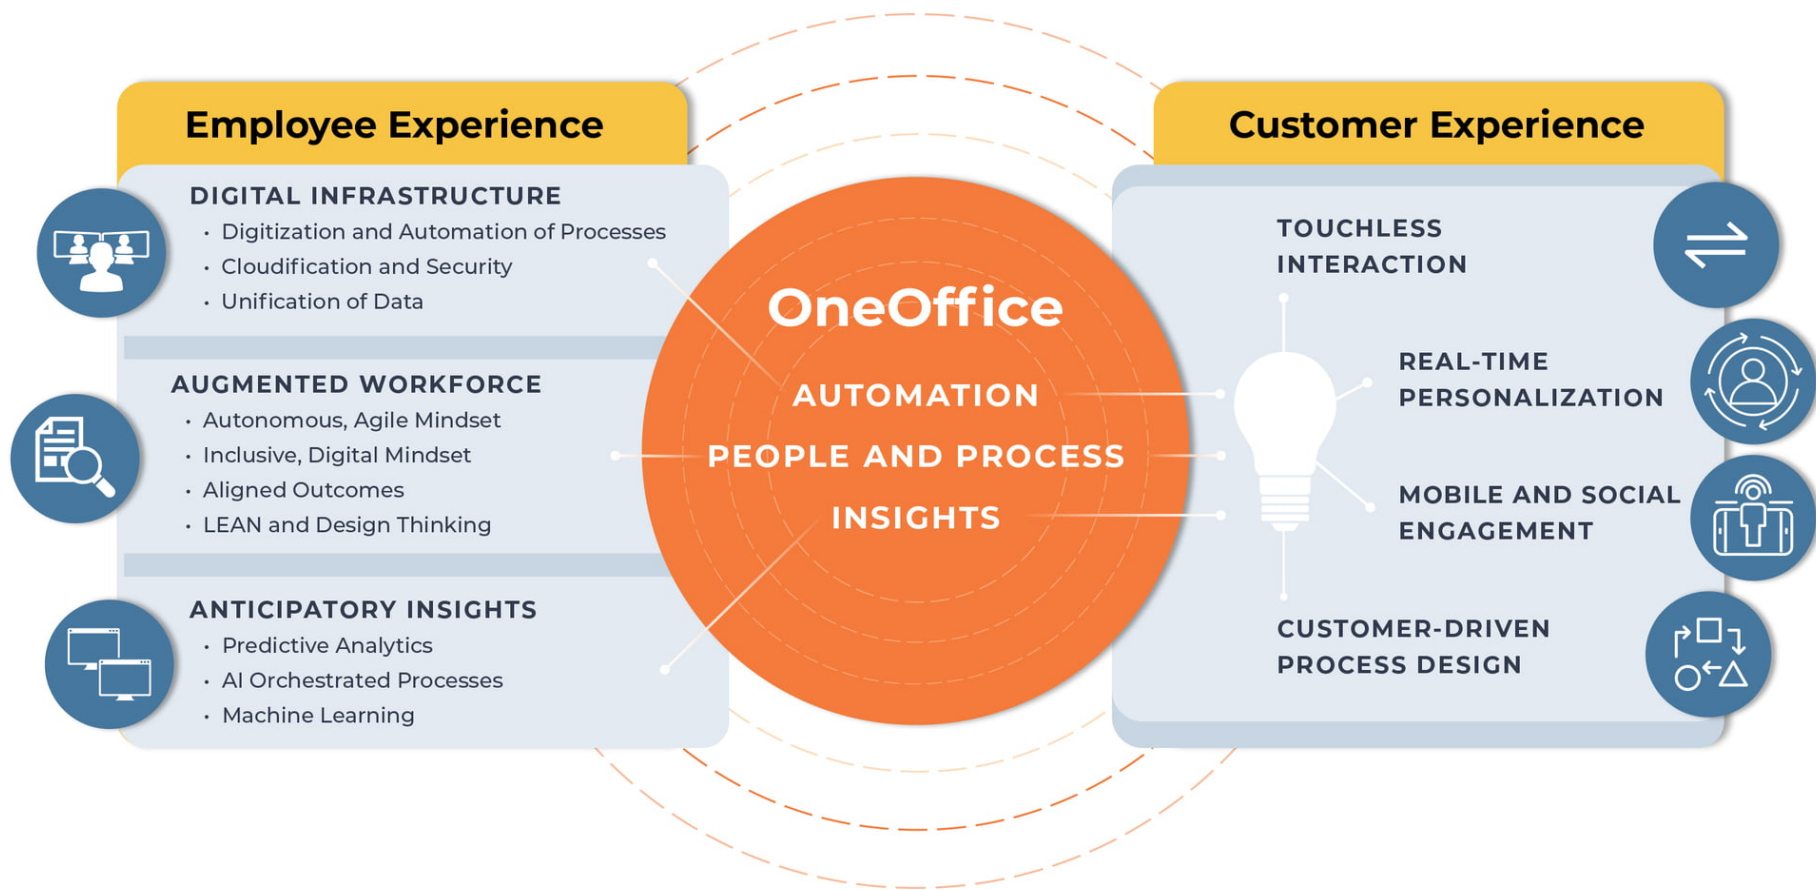 Employee Experience
DIGITAL INFRASTRUCTURE
• Digitization and Automation of Processes
• Cloudification and Security
• Unification of Data
AUGMENTED WORKFORCE
• Autonomous, Agile Mindset
• Inclusive, Digital Mindset
• Aligned Outcomes
• LEAN and Design Thinking
ANTICIPATORY INSIGHTS
• Predictive Analytics
• AI Orchestrated Processes
• Machine Learning
OneOffice
AUTOMATION
PEOPLE AND PROCESS
INSIGHTS
Customer Experience
TOUCHLESS
INTERACTION
REAL-TIME
PERSONALIZATION
MOBILE AND SOCIAL
ENGAGEMENT
CUSTOMER-DRIVEN
PROCESS DESIGN